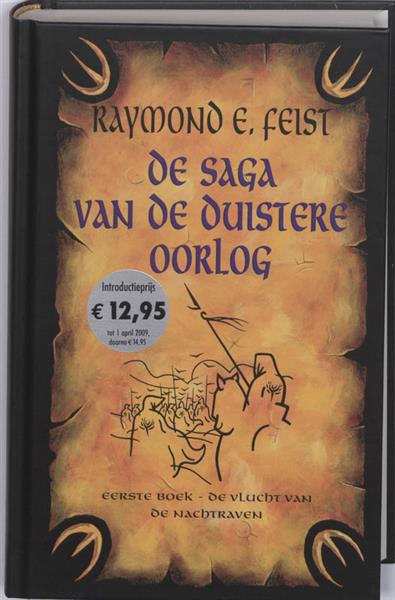 RAYMOND E. FEIST
DE SAGA
VAN DE DUISTERE
OORLOG
Introductieprijs
€ 12,95
tot 1 april 2009,
daarna € 14,95
EERSTE BOEK - DE VLUCHT VAN
DE NACHTRAVEN